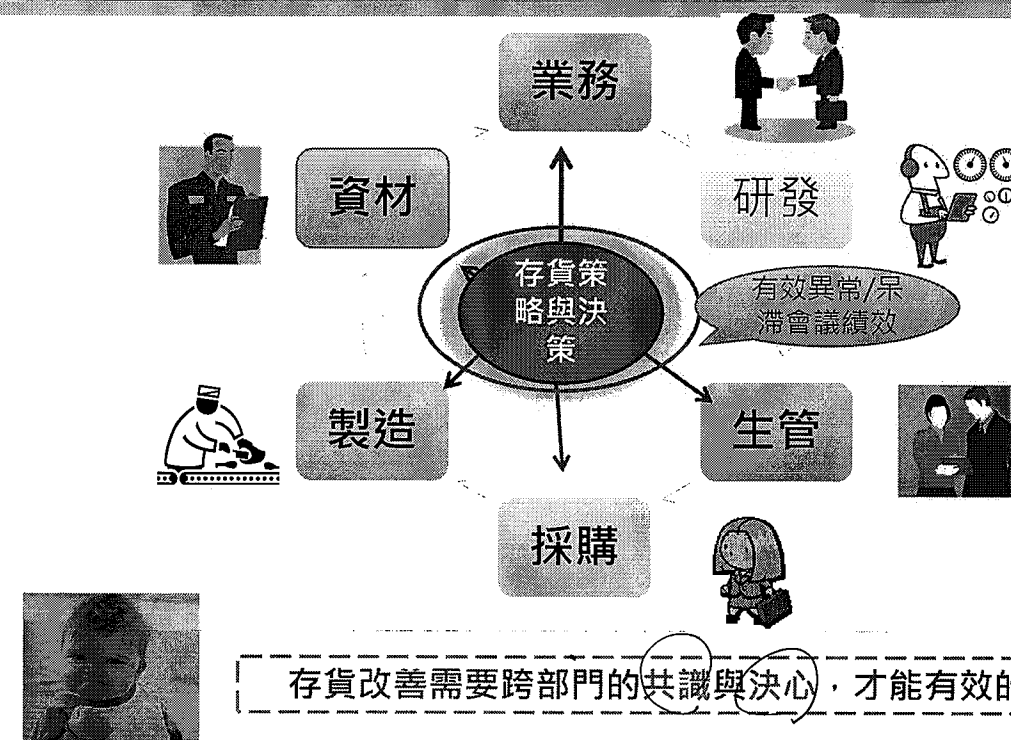 業務
資材
研發
存貨策
略與決
策
有效異常/呆
滯會議績效
製造
生管
採購
存貨改善需要跨部門的共識與決心，才能有效的